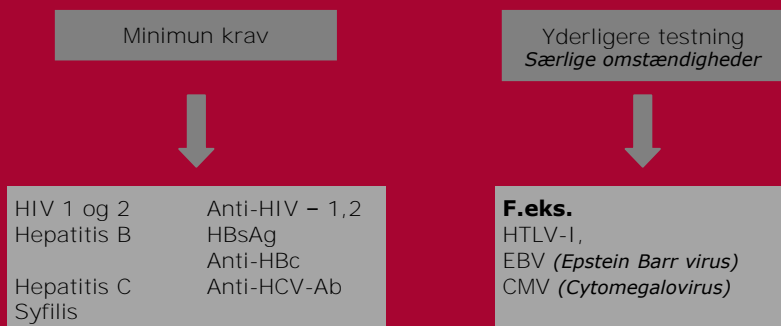 Minimun krav
Yderligere testning
Særlige omstændigheder
HIV 1 og 2 Anti-HIV – 1,2
Hepatitis B HBsAg
Anti-HBc
Hepatitis C Anti-HCV-Ab
Syfilis
F.eks.
HTLV-I,
EBV (Epstein Barr virus)
CMV (Cytomegalovirus)